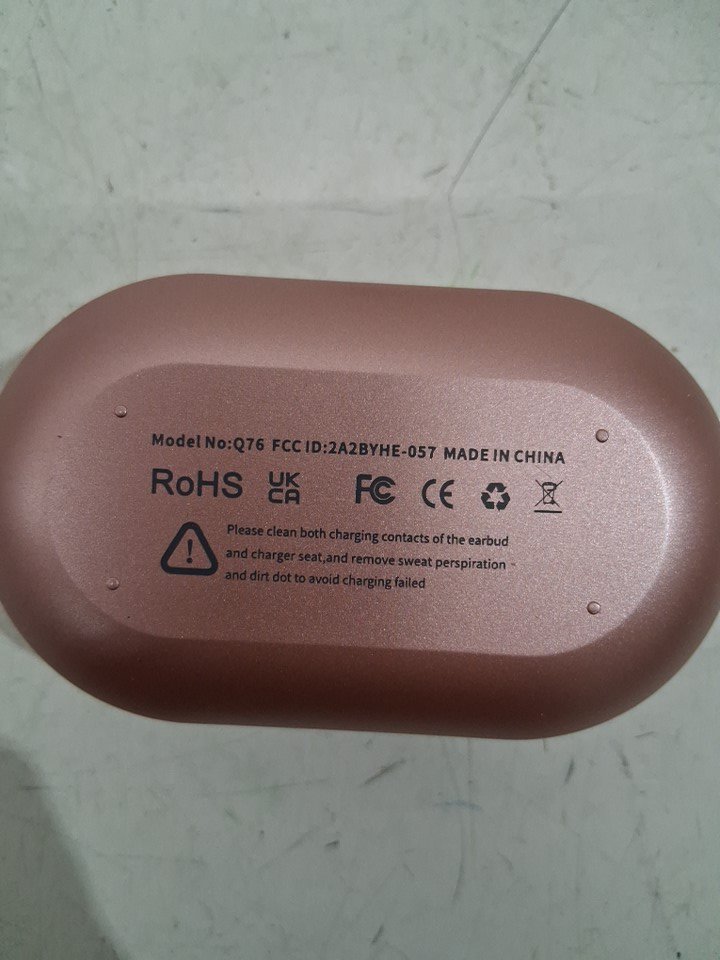 Model No:Q76 FCC ID:2A2BYHE-057 MADE IN CHINA
RoHS UK CA FC CE
Please clean both charging contacts of the earbud
and charger seat,and remove sweat perspiration
and dirt dot to avoid charging failed